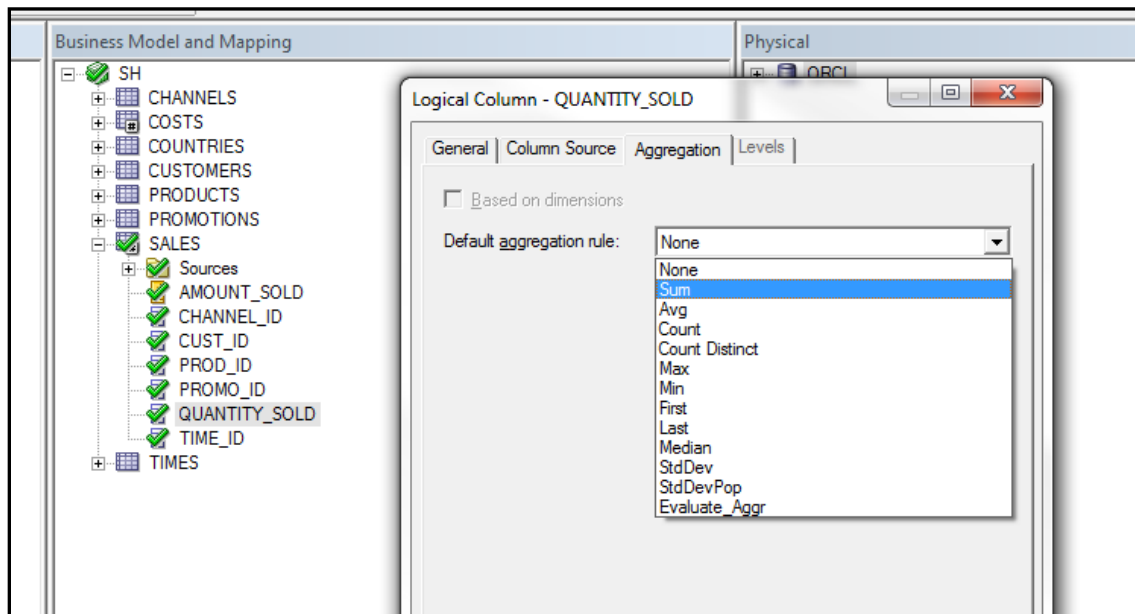 Business Model and Mapping
Physical
SH
CHANNELS
COSTS
COUNTRIES
CUSTOMERS
PRODUCTS
PROMOTIONS
SALES
Sources
AMOUNT_SOLD
CHANNEL_ID
CUST_ID
PROD_ID
PROMO_ID
QUANTITY_SOLD
TIME_ID
TIMES
ORCL
Logical Column - QUANTITY_SOLD
General
Column Source
Aggregation
Levels
Based on dimensions
Default aggregation rule:
None
None
Sum
Avg
Count
Count Distinct
Max
Min
First
Last
Median
StdDev
StdDevPop
Evaluate_Aggr